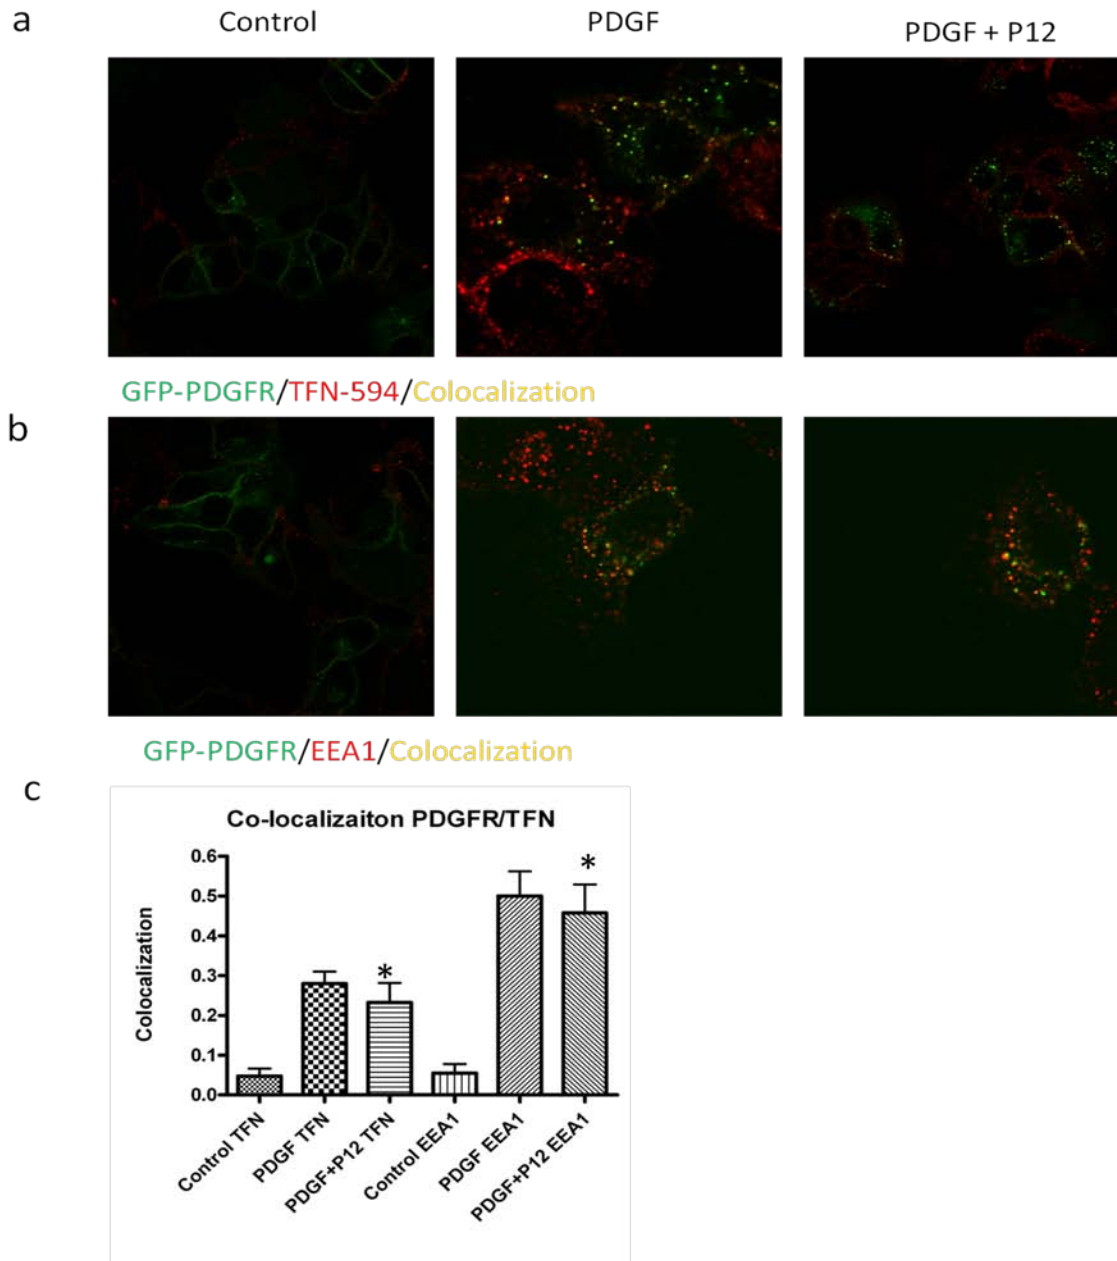 a
Control
PDGF
PDGF + P12
GFP-PDGFR/TFN-594/Colocalization
b
GFP-PDGFR/EEA1/Colocalization
c
Co-localizaiton PDGFR/TFN
Colocalization
0.6
0.5
0.4
0.3
0.2
0.1
0.0
*
*
Control TFN
PDGF TFN
PDGF+P12 TFN
Control EEA1
PDGF EEA1
PDGF+P12 EEA1